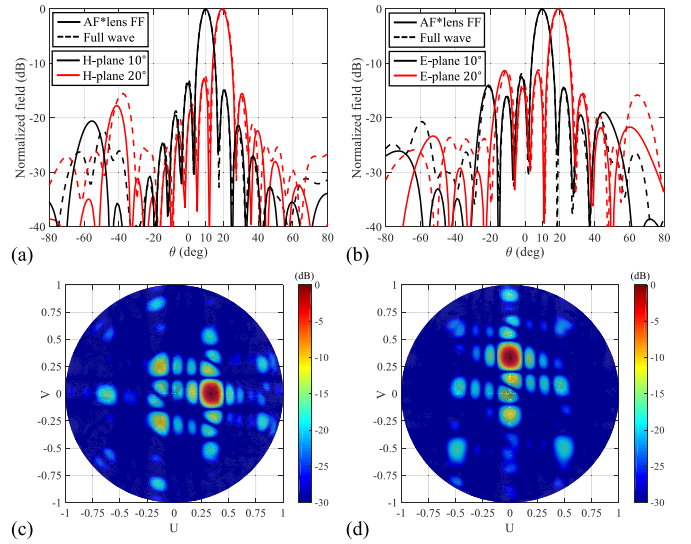 AF*lens FF
Full wave
H-plane 10°
H-plane 20°
Normalized field (dB)
0
-10
-20
-30
-40
-80 -60 -40 -20 0 10 20 40 60 80
θ (deg)
(a)
AF*lens FF
Full wave
E-plane 10°
E-plane 20°
Normalized field (dB)
0
-10
-20
-30
-40
-80 -60 -40 -20 0 10 20 40 60 80
θ (deg)
(b)
(dB)
0
-5
-10
-15
-20
-25
-30
V
1
0.75
0.5
0.25
0
-0.25
-0.5
-0.75
-1
-1 -0.75 -0.5 -0.25 0 0.25 0.5 0.75 1
U
(c)
(dB)
0
-5
-10
-15
-20
-25
-30
V
1
0.75
0.5
0.25
0
-0.25
-0.5
-0.75
-1
-1 -0.75 -0.5 -0.25 0 0.25 0.5 0.75 1
U
(d)